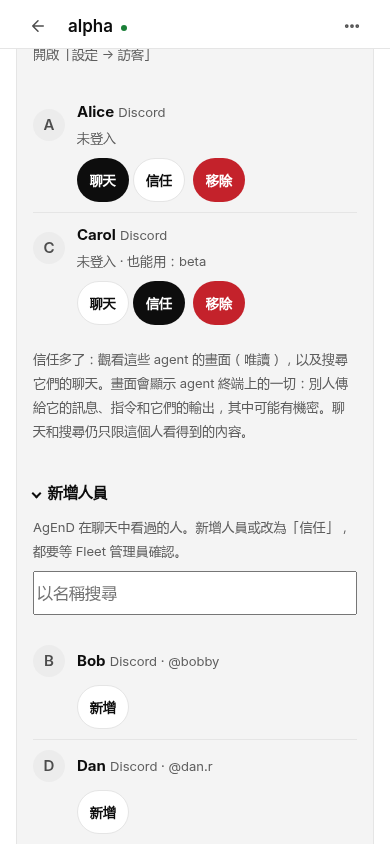 alpha
開啟「設定 → 訪客」
A
Alice Discord
未登入
聊天 信任 移除
C
Carol Discord
未登入 · 也能用：beta
聊天 信任 移除
信任多了：觀看這些 agent 的畫面（唯讀），以及搜尋
它們的聊天。畫面會顯示 agent 終端上的一切：別人傳
給它的訊息、指令和它們的輸出，其中可能有機密。聊
天和搜尋仍只限這個人看得到的內容。
新增人員
AgEnD 在聊天中看過的人。新增人員或改為「信任」，
都要等 Fleet 管理員確認。
以名稱搜尋
B
Bob Discord · @bobby
新增
D
Dan Discord · @dan.r
新增